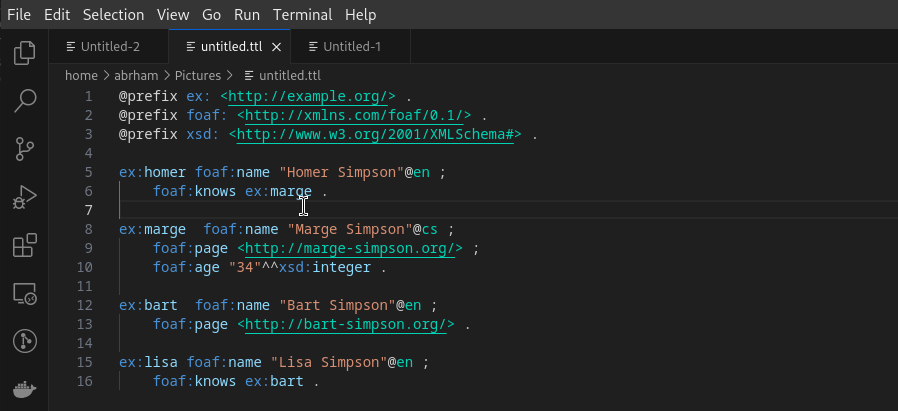 File Edit Selection View Go Run Terminal Help
Untitled-2 untitled.ttl Untitled-1
home > abrham > Pictures > untitled.ttl
1 @prefix ex: <http://example.org/> .
2 @prefix foaf: <http://xmlns.com/foaf/0.1/> .
3 @prefix xsd: <http://www.w3.org/2001/XMLSchema#> .
4
5 ex:homer foaf:name "Homer Simpson"@en ;
6     foaf:knows ex:marge .
7
8 ex:marge  foaf:name "Marge Simpson"@cs ;
9     foaf:page <http://marge-simpson.org/> ;
10     foaf:age "34"^^xsd:integer .
11
12 ex:bart  foaf:name "Bart Simpson"@en ;
13     foaf:page <http://bart-simpson.org/> .
14
15 ex:lisa foaf:name "Lisa Simpson"@en ;
16     foaf:knows ex:bart .